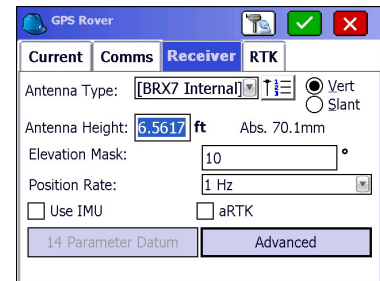 GPS Rover
Current Comms Receiver RTK
Antenna Type: [BRX7 Internal] Vert
Slant
Antenna Height: 6.5617 ft Abs. 70.1mm
Elevation Mask: 10 °
Position Rate: 1 Hz
Use IMU aRTK
14 Parameter Datum Advanced